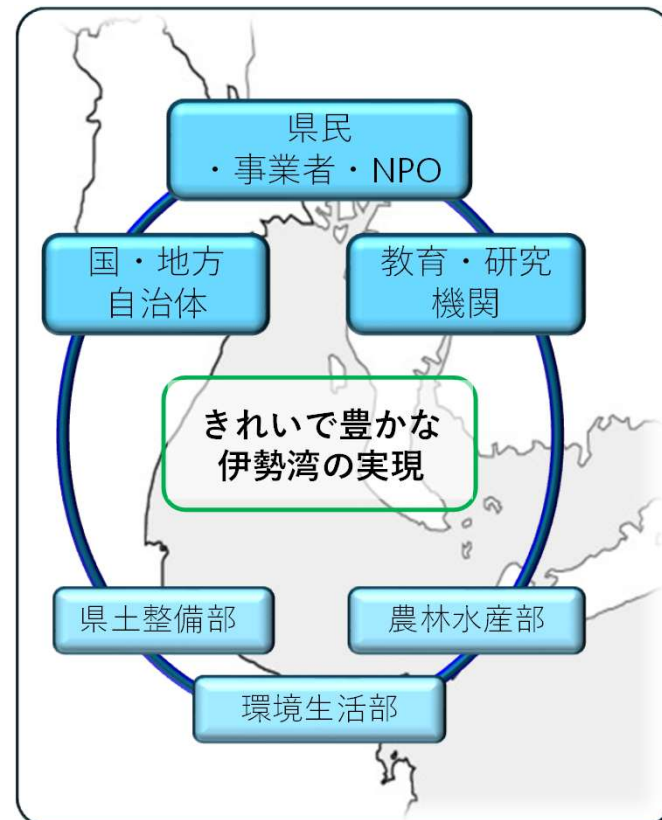 県民
・事業者・NPO
国・地方
自治体
教育・研究
機関
きれいで豊かな
伊勢湾の実現
県土整備部
農林水産部
環境生活部